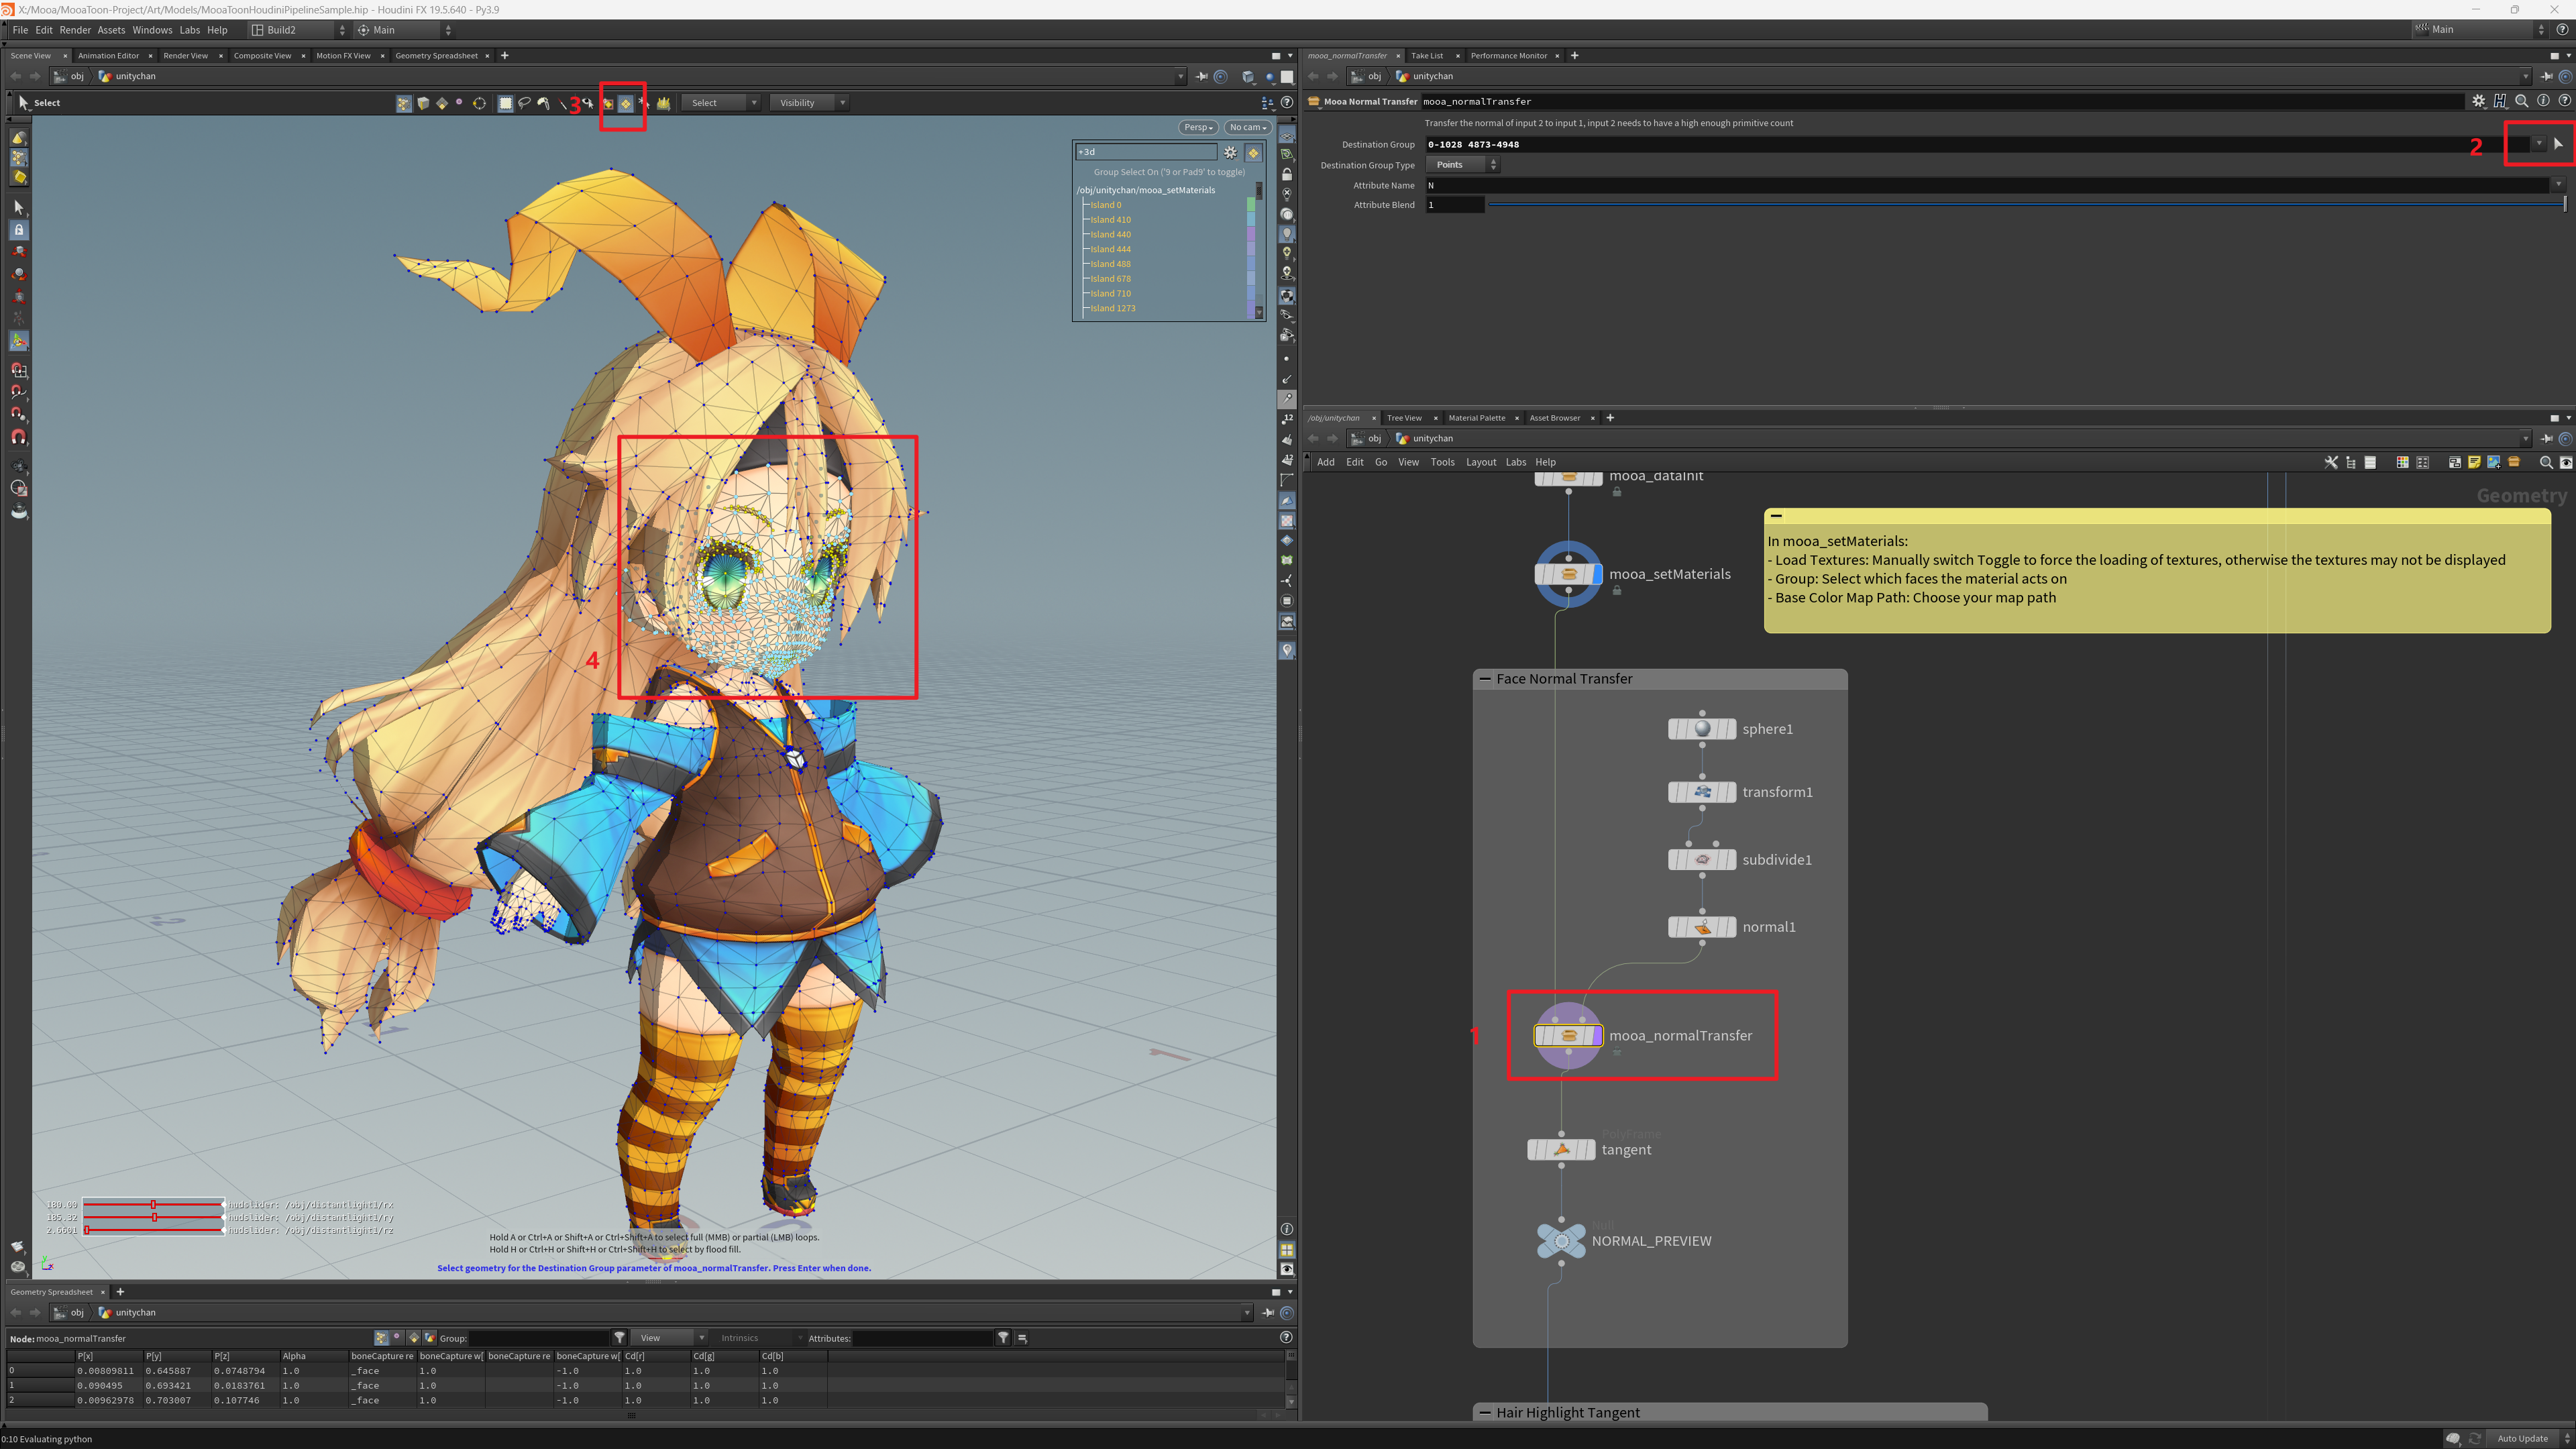 X:/Mooa/MooaToon-Project/Art/Models/MooaToonHoudiniPipelineSample.hip - Houdini FX 19.5.640 - Py3.9
File Edit Render Assets Windows Labs Help Build2 Main Main
Scene View Animation Editor Render View Composite View Motion FX View Geometry Spreadsheet
obj unitychan
Select 3 Select Visibility
Persp No cam
+3d
Group Select On ('9 or Pad9' to toggle)
/obj/unitychan/mooa_setMaterials
Island 0
Island 410
Island 440
Island 444
Island 488
Island 678
Island 710
Island 1273
4
180.00 hudslider: /obj/distantlight1/rx
185.32 hudslider: /obj/distantlight1/ry
2.6601 hudslider: /obj/distantlight1/rz
Hold A or Ctrl+A or Shift+A or Ctrl+Shift+A to select full (MMB) or partial (LMB) loops.
Hold H or Ctrl+H or Shift+H or Ctrl+Shift+H to select by flood fill.
Select geometry for the Destination Group parameter of mooa_normalTransfer. Press Enter when done.
Geometry Spreadsheet
obj unitychan
Node: mooa_normalTransfer Group: View Intrinsics Attributes:
P[x] P[y] P[z] Alpha boneCapture re boneCapture w[ boneCapture re boneCapture w[ Cd[r] Cd[g] Cd[b]
0 0.00809811 0.645887 0.0748794 1.0 _face 1.0 -1.0 1.0 1.0 1.0
1 0.090495 0.693421 0.0183761 1.0 _face 1.0 -1.0 1.0 1.0 1.0
2 0.00962978 0.703007 0.107746 1.0 _face 1.0 -1.0 1.0 1.0 1.0
0:10 Evaluating python
mooa_normalTransfer Take List Performance Monitor
obj unitychan
Mooa Normal Transfer mooa_normalTransfer
Transfer the normal of input 2 to input 1, input 2 needs to have a high enough primitive count
Destination Group 0-1028 4873-4948 2
Destination Group Type Points
Attribute Name N
Attribute Blend 1
/obj/unitychan Tree View Material Palette Asset Browser
obj unitychan
Add Edit Go View Tools Layout Labs Help
Geometry
mooa_dataInit
mooa_setMaterials
In mooa_setMaterials:
- Load Textures: Manually switch Toggle to force the loading of textures, otherwise the textures may not be displayed
- Group: Select which faces the material acts on
- Base Color Map Path: Choose your map path
Face Normal Transfer
sphere1
transform1
subdivide1
normal1
1
mooa_normalTransfer
PolyFrame
tangent
Null
NORMAL_PREVIEW
Hair Highlight Tangent
Auto Update